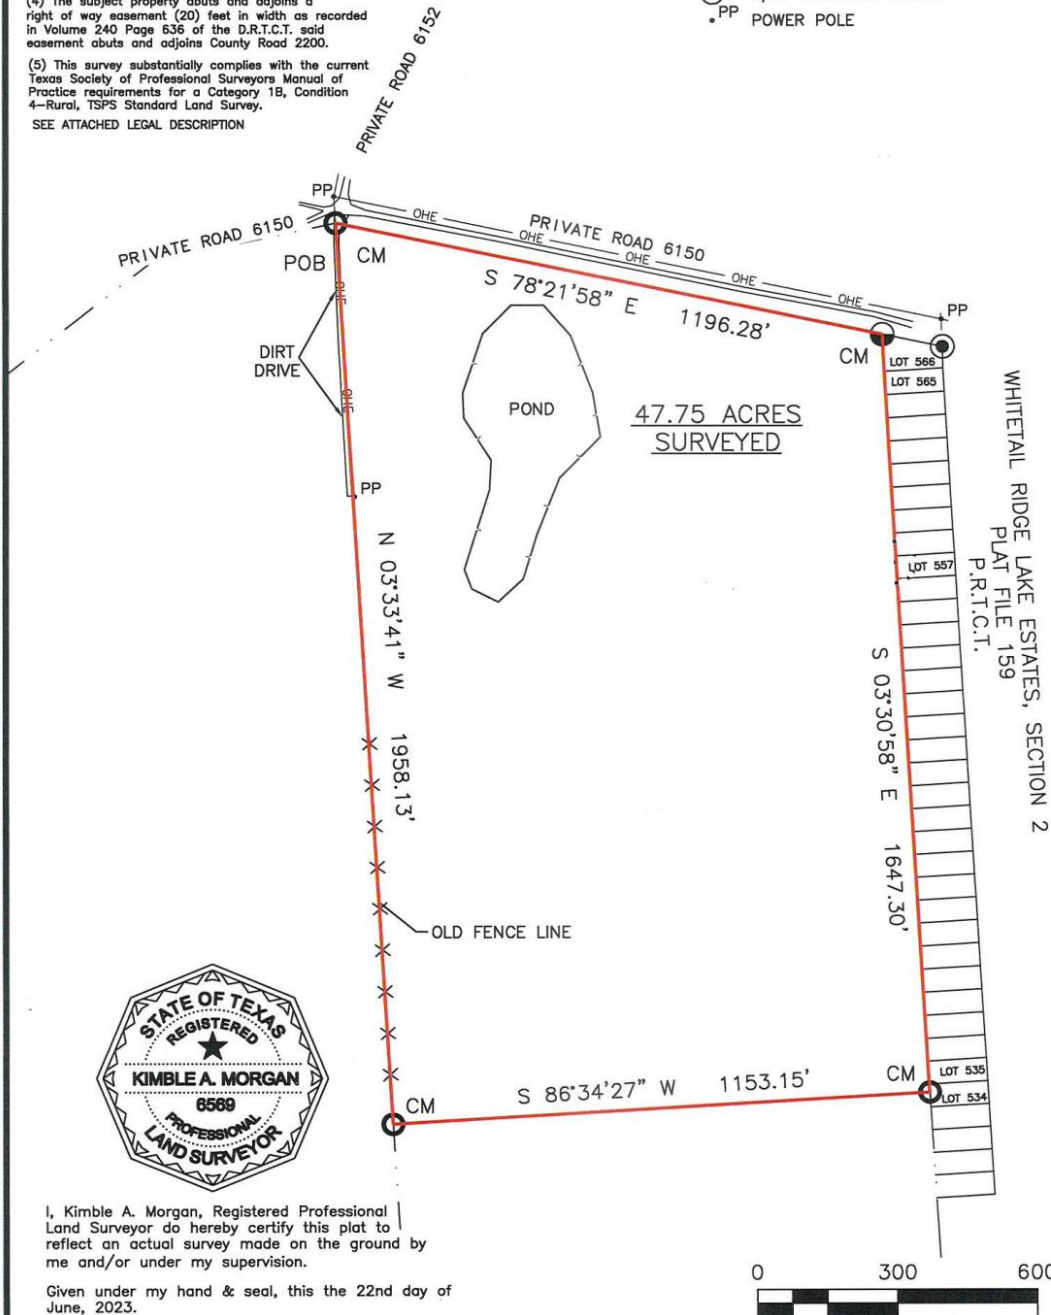 (4) The subject property abuts and adjoins a
right of way easement (20) feet in width as recorded
in Volume 240 Page 636 of the D.R.T.C.T. said
easement abuts and adjoins County Road 2200.
(5) This survey substantially complies with the current
Texas Society of Professional Surveyors Manual of
Practice requirements for a Category 1B, Condition
4—Rural, TSPS Standard Land Survey.
SEE ATTACHED LEGAL DESCRIPTION
PP POWER POLE
PRIVATE ROAD 6152
PP
PRIVATE ROAD 6150
POB
CM
OHE
OHE
OHE
OHE
OHE
PRIVATE ROAD 6150
S 78°21'58" E 1196.28'
PP
CM
LOT 566
LOT 565
OHE
DIRT
DRIVE
OHE
POND
47.75 ACRES
SURVEYED
PP
WHITETAIL RIDGE LAKE ESTATES, SECTION 2
PLAT FILE 159
P.R.T.C.T.
LOT 557
N 03°33'41" W 1958.13'
S 03°30'58" E 1647.30'
OLD FENCE LINE
STATE OF TEXAS
REGISTERED
KIMBLE A. MORGAN
6569
PROFESSIONAL
LAND SURVEYOR
CM
S 86°34'27" W 1153.15'
CM
LOT 535
LOT 534
I, Kimble A. Morgan, Registered Professional
Land Surveyor do hereby certify this plat to
reflect an actual survey made on the ground by
me and/or under my supervision.
Given under my hand & seal, this the 22nd day of
June, 2023.
0 300 600